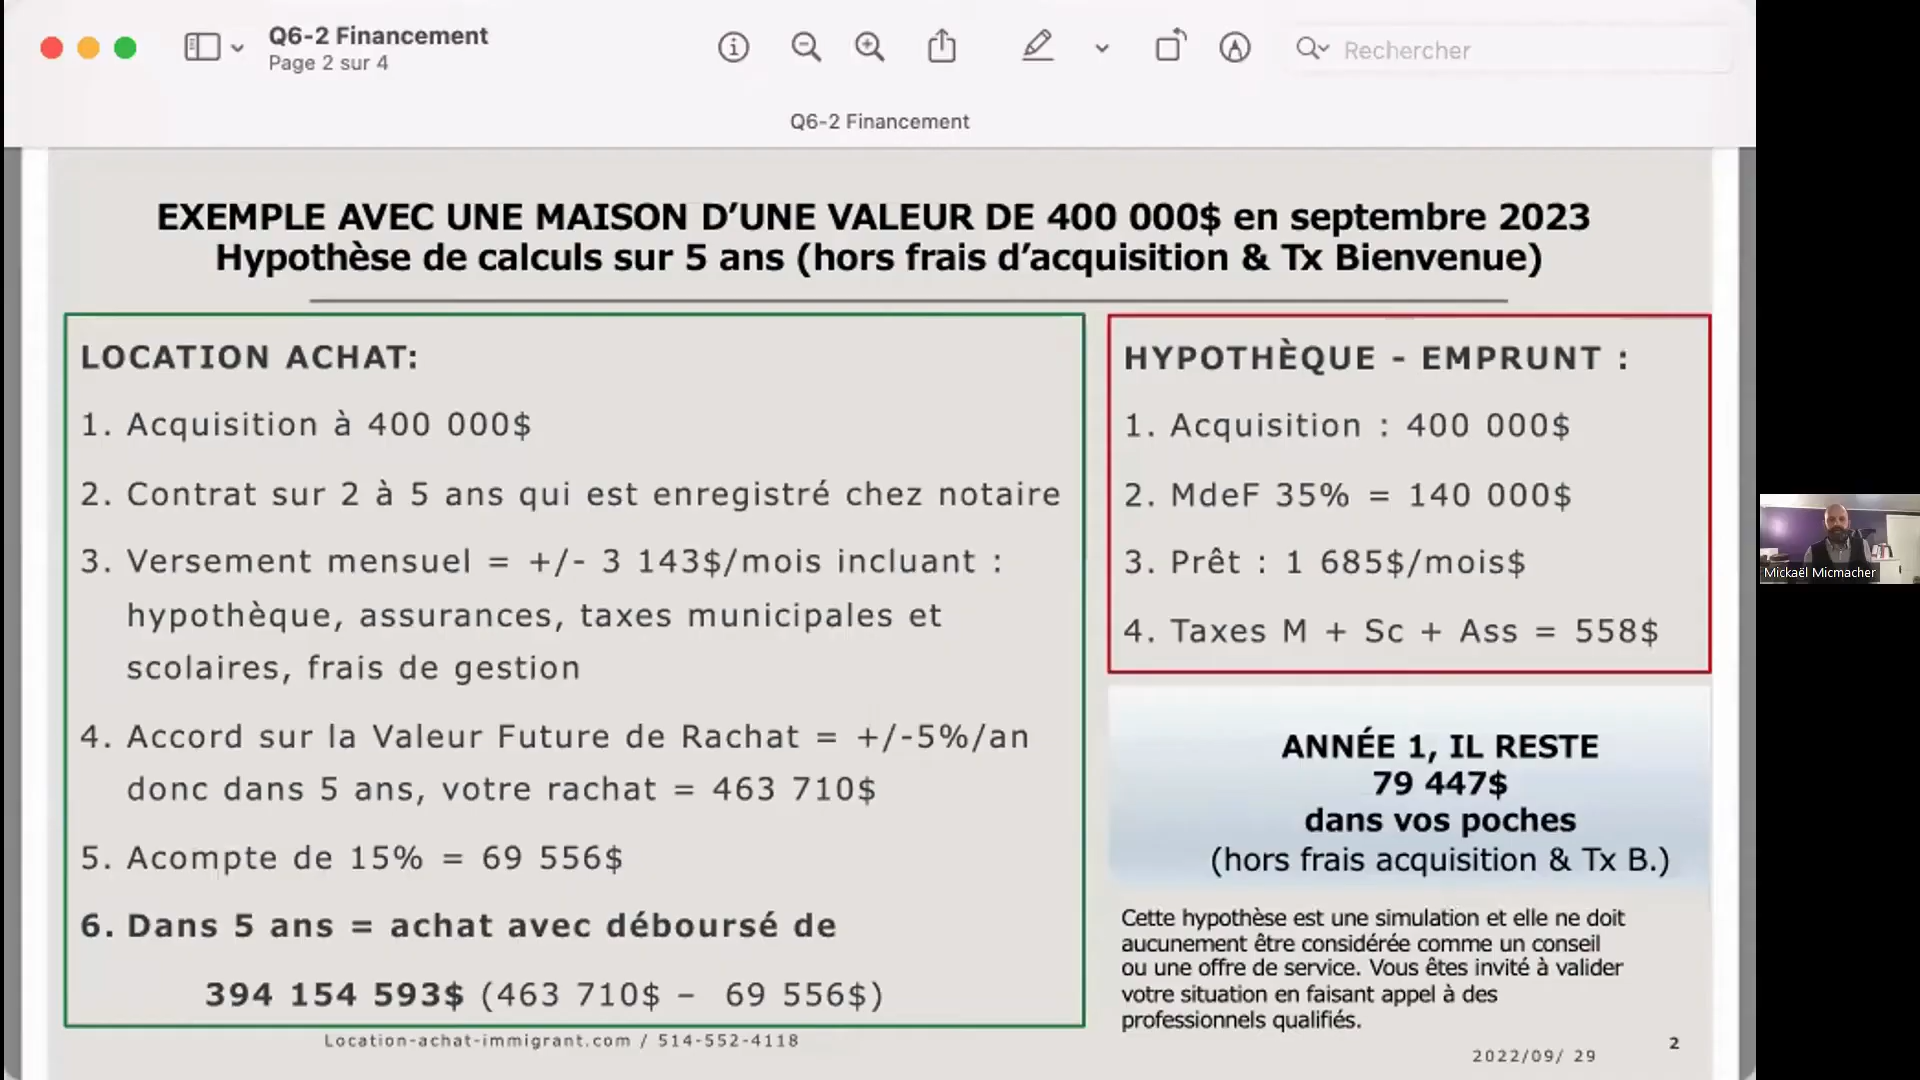 Q6-2 Financement
Page 2 sur 4
Rechercher
Q6-2 Financement
EXEMPLE AVEC UNE MAISON D’UNE VALEUR DE 400 000$ en septembre 2023
Hypothèse de calculs sur 5 ans (hors frais d’acquisition & Tx Bienvenue)
LOCATION ACHAT:
1. Acquisition à 400 000$
2. Contrat sur 2 à 5 ans qui est enregistré chez notaire
3. Versement mensuel = +/- 3 143$/mois incluant :
hypothèque, assurances, taxes municipales et
scolaires, frais de gestion
4. Accord sur la Valeur Future de Rachat = +/-5%/an
donc dans 5 ans, votre rachat = 463 710$
5. Acompte de 15% = 69 556$
6. Dans 5 ans = achat avec déboursé de
394 154 593$ (463 710$ – 69 556$)
HYPOTHÈQUE - EMPRUNT :
1. Acquisition : 400 000$
2. MdeF 35% = 140 000$
3. Prêt : 1 685$/mois$
4. Taxes M + Sc + Ass = 558$
ANNÉE 1, IL RESTE
79 447$
dans vos poches
(hors frais acquisition & Tx B.)
Cette hypothèse est une simulation et elle ne doit
aucunement être considérée comme un conseil
ou une offre de service. Vous êtes invité à valider
votre situation en faisant appel à des
professionnels qualifiés.
Location-achat-immigrant.com / 514-552-4118
2022/09/ 29
2
Mickaël Micmacher